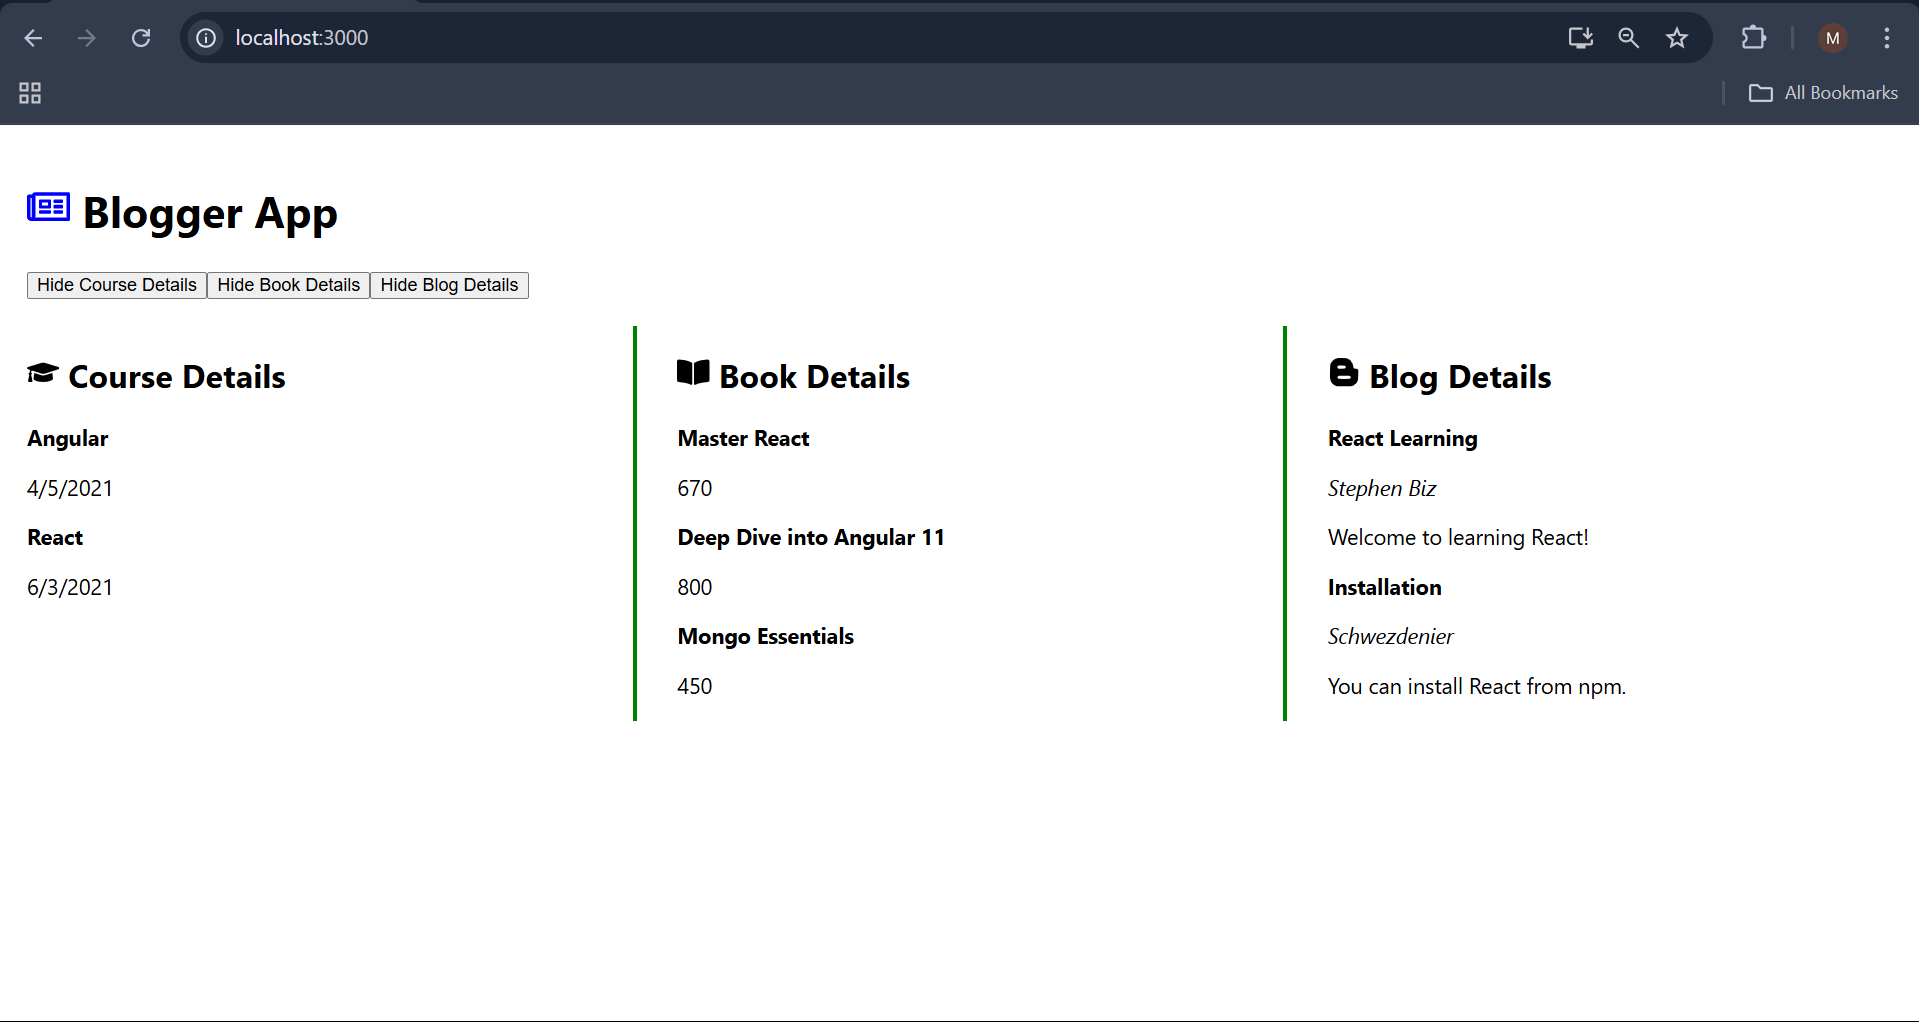 localhost:3000
M
All Bookmarks
Blogger App
Hide Course Details Hide Book Details Hide Blog Details
Course Details
Angular
4/5/2021
React
6/3/2021
Book Details
Master React
670
Deep Dive into Angular 11
800
Mongo Essentials
450
Blog Details
React Learning
Stephen Biz
Welcome to learning React!
Installation
Schwezdenier
You can install React from npm.